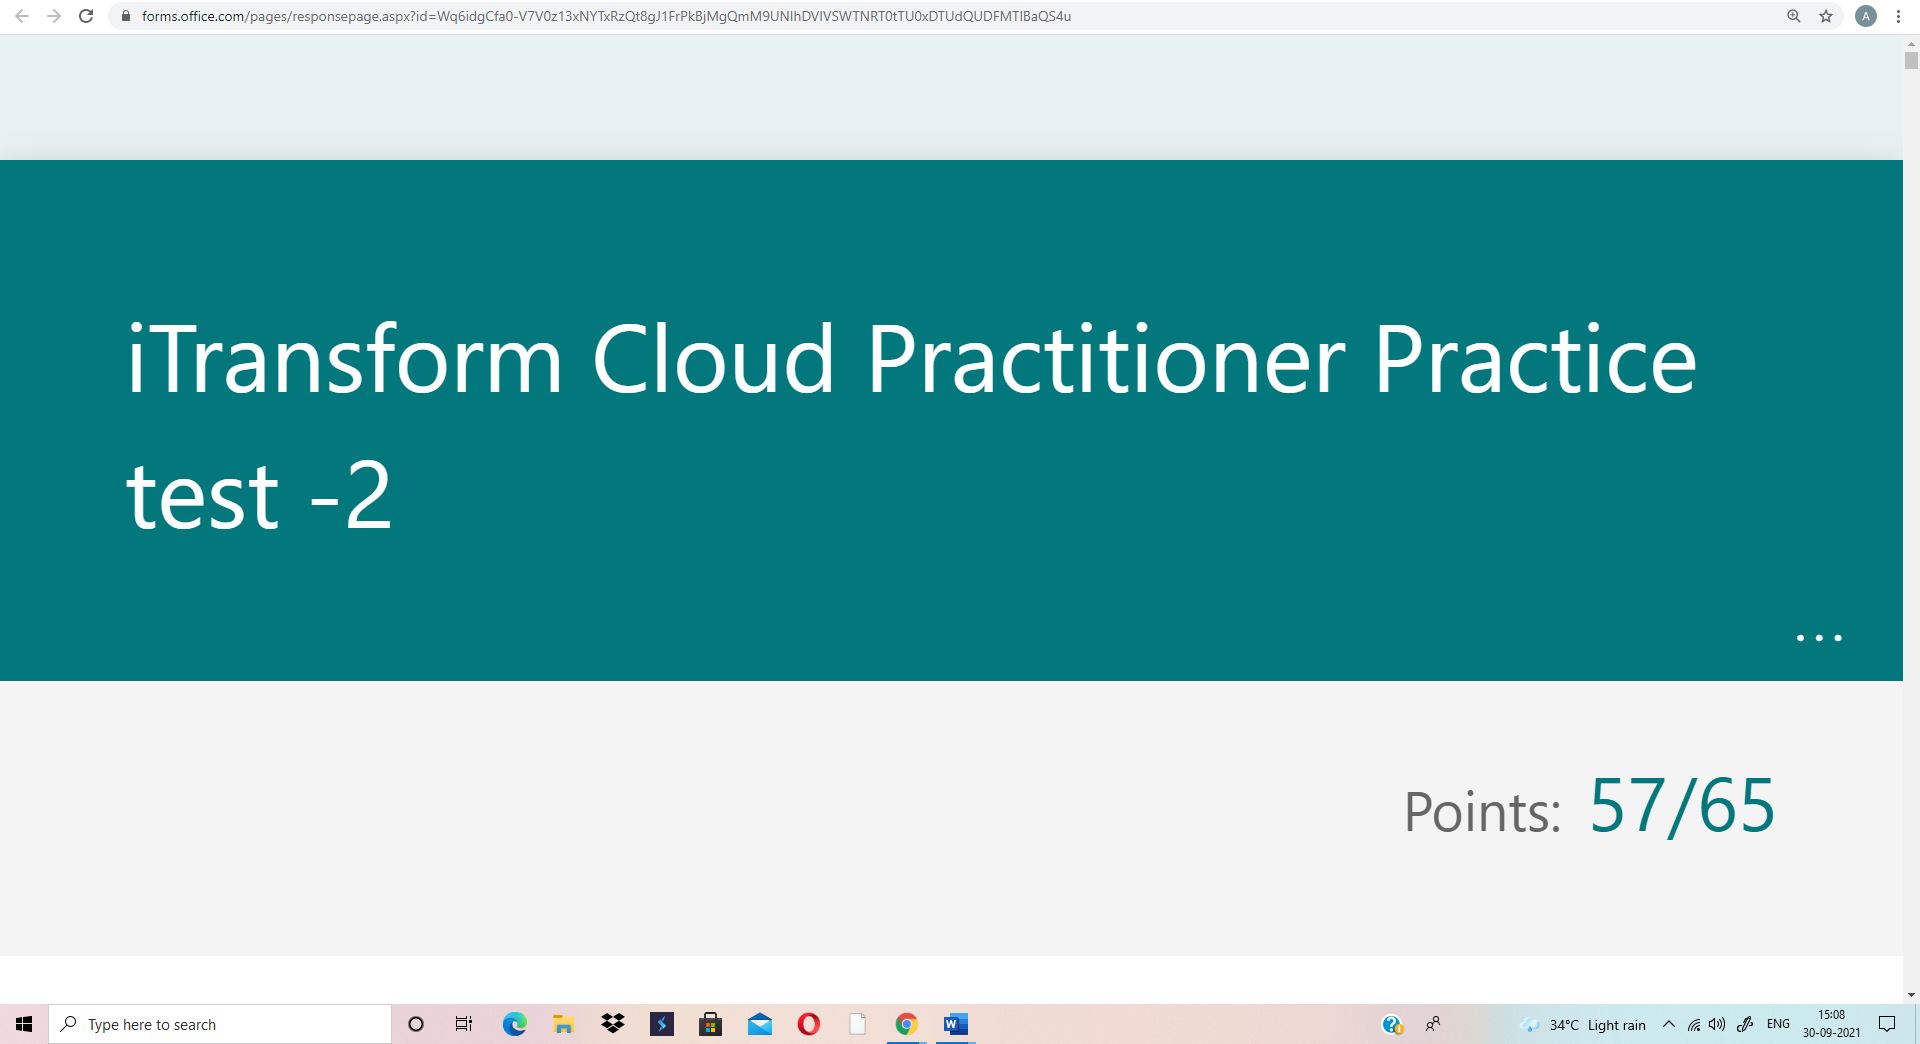 forms.office.com/pages/responsepage.aspx?id=Wq6idgCfa0-V7V0z13xNYTxRzQt8gJ1FrPkBjMgQmM9UNIhDVIVSWTNRT0tTU0xDTUdQUDFMTIBaQS4u
A
iTransform Cloud Practitioner Practice
test -2
...
Points: 57/65
Type here to search
34°C Light rain
ENG
15:08
30-09-2021